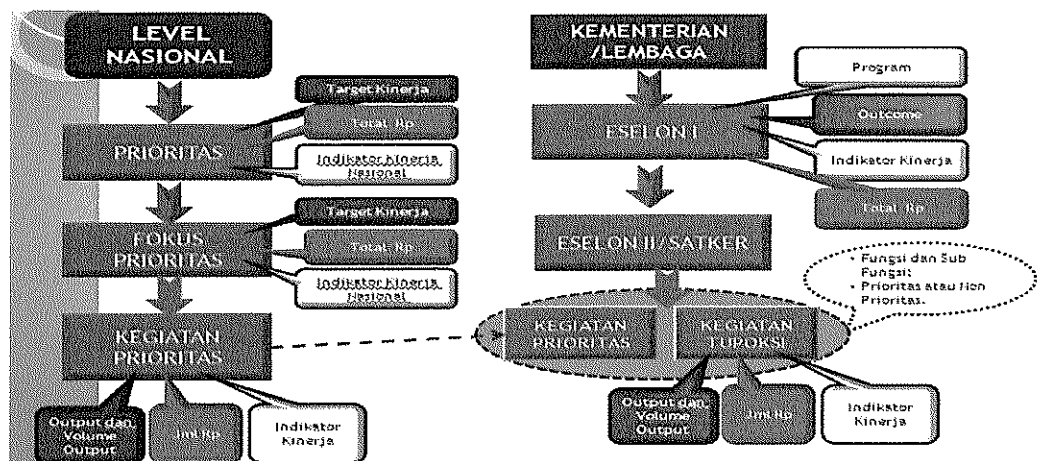 LEVEL
NASIONAL
Target Kinerja
Total Rp
PRIORITAS
Indikator Kinerja
Nasional
Target Kinerja
FOKUS
PRIORITAS
Total Rp
Indikator Kinerja
Nasional
KEGIATAN
PRIORITAS
Output dan
Volume
Output
Jml Rp
Indikator
Kinerja
KEMENTERIAN
/LEMBAGA
Program
Outcome
ESELON I
Indikator Kinerja
Total Rp
ESELON II/SATKER
• Fungsi dan Sub
Fungsi;
• Prioritas atau Non
Prioritas.
KEGIATAN
PRIORITAS
KEGIATAN
TUPOKSI
Output dan
Volume
Output
Jml Rp
Indikator
Kinerja